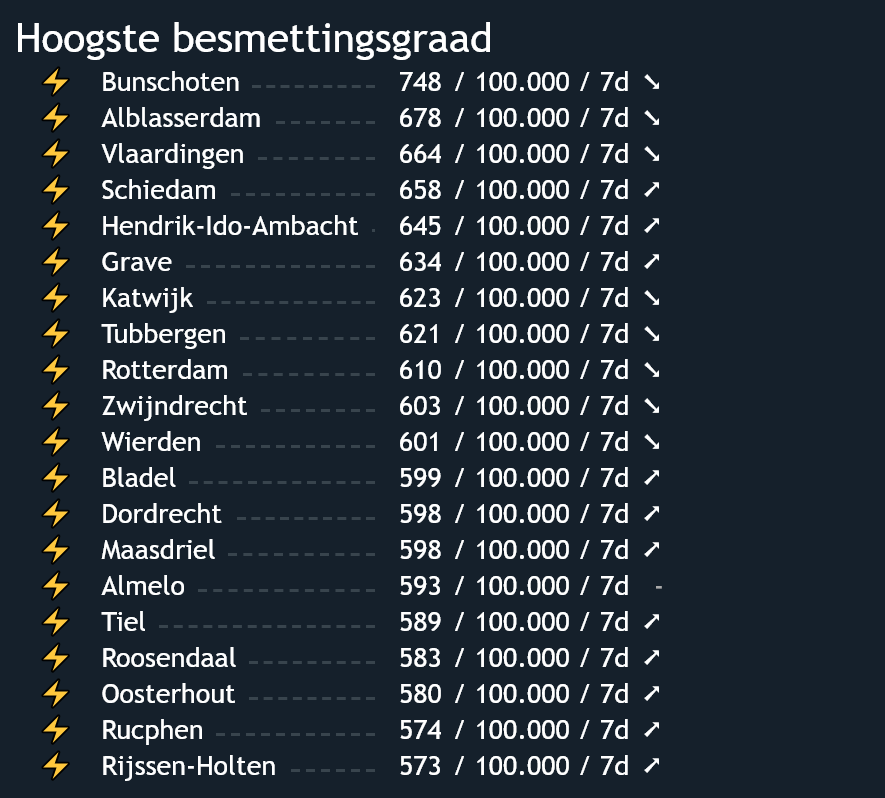 Hoogste besmettingsgraad
⚡ Bunschoten -------- 748 / 100.000 / 7d ➘
⚡ Alblasserdam ------- 678 / 100.000 / 7d ➘
⚡ Vlaardingen -------- 664 / 100.000 / 7d ➘
⚡ Schiedam ---------- 658 / 100.000 / 7d ➚
⚡ Hendrik-Ido-Ambacht - 645 / 100.000 / 7d ➚
⚡ Grave ------------- 634 / 100.000 / 7d ➚
⚡ Katwijk ----------- 623 / 100.000 / 7d ➘
⚡ Tubbergen --------- 621 / 100.000 / 7d ➘
⚡ Rotterdam --------- 610 / 100.000 / 7d ➘
⚡ Zwijndrecht -------- 603 / 100.000 / 7d ➘
⚡ Wierden ----------- 601 / 100.000 / 7d ➘
⚡ Bladel ------------- 599 / 100.000 / 7d ➚
⚡ Dordrecht --------- 598 / 100.000 / 7d ➚
⚡ Maasdriel ---------- 598 / 100.000 / 7d ➚
⚡ Almelo ------------ 593 / 100.000 / 7d -
⚡ Tiel --------------- 589 / 100.000 / 7d ➚
⚡ Roosendaal -------- 583 / 100.000 / 7d ➚
⚡ Oosterhout -------- 580 / 100.000 / 7d ➚
⚡ Rucphen ----------- 574 / 100.000 / 7d ➚
⚡ Rijssen-Holten ------ 573 / 100.000 / 7d ➚